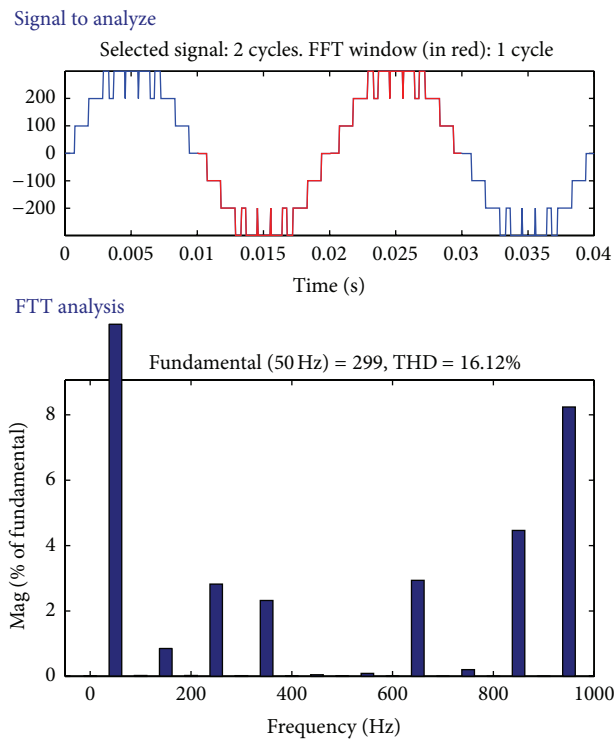 Signal to analyze
Selected signal: 2 cycles. FFT window (in red): 1 cycle
200
100
0
−100
−200
0 0.005 0.01 0.015 0.02 0.025 0.03 0.035 0.04
Time (s)
FTT analysis
Fundamental (50 Hz) = 299, THD = 16.12%
Mag (% of fundamental)
8
6
4
2
0
0 200 400 600 800 1000
Frequency (Hz)